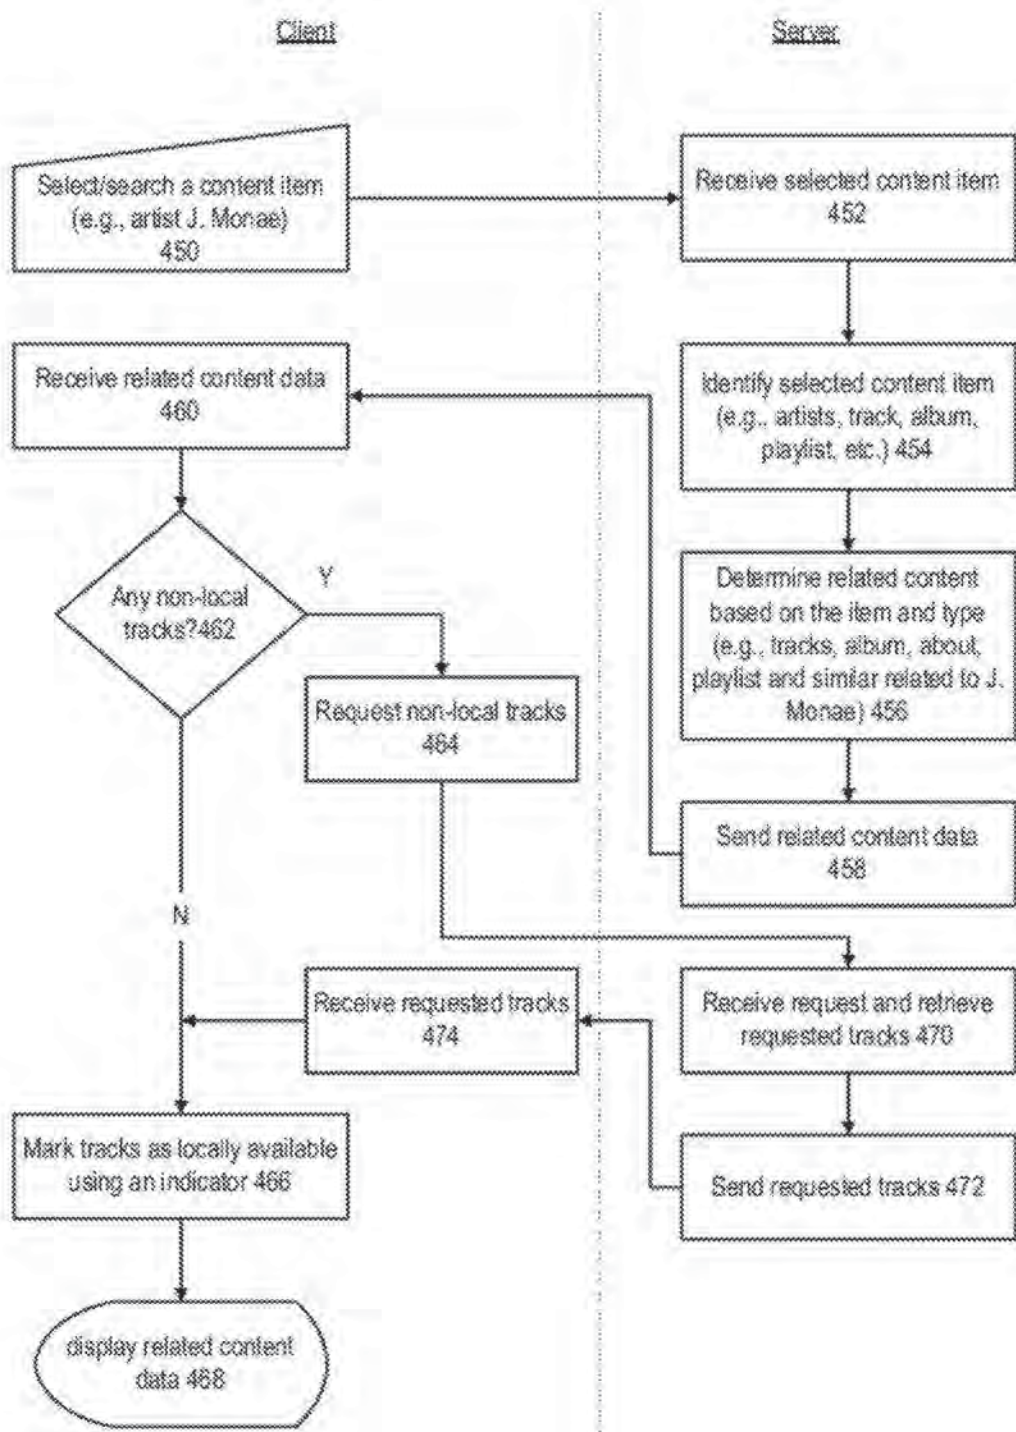 Client
Server
Select/search a content item
(e.g., artist J. Monae)
450
Receive selected content item
452
Receive related content data
460
Identify selected content item
(e.g., artists, track, album,
playlist, etc.) 454
Any non-local
tracks?462
Y
Determine related content
based on the item and type
(e.g., tracks, album, about,
playlist and similar related to J.
Monae) 456
Request non-local tracks
464
Send related content data
458
N
Receive requested tracks
474
Receive request and retrieve
requested tracks 470
Mark tracks as locally available
using an indicator 466
Send requested tracks 472
display related content
data 468